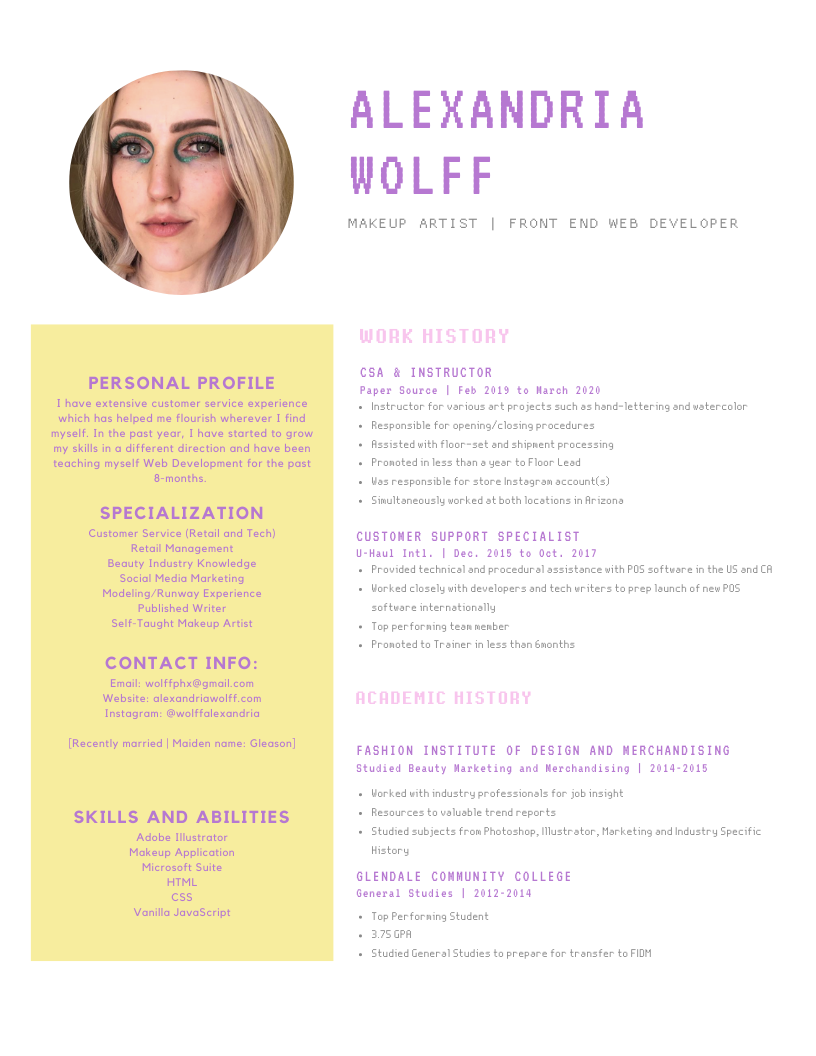 ALEXANDRIA
WOLFF
MAKEUP ARTIST | FRONT END WEB DEVELOPER
PERSONAL PROFILE
I have extensive customer service experience
which has helped me flourish wherever I find
myself. In the past year, I have started to grow
my skills in a different direction and have been
teaching myself Web Development for the past
8-months.
SPECIALIZATION
Customer Service (Retail and Tech)
Retail Management
Beauty Industry Knowledge
Social Media Marketing
Modeling/Runway Experience
Published Writer
Self-Taught Makeup Artist
CONTACT INFO:
Email: wolffphx@gmail.com
Website: alexandriawolff.com
Instagram: @wolffalexandria
[Recently married | Maiden name: Gleason]
SKILLS AND ABILITIES
Adobe Illustrator
Makeup Application
Microsoft Suite
HTML
CSS
Vanilla JavaScript
WORK HISTORY
CSA & INSTRUCTOR
Paper Source | Feb 2019 to March 2020
• Instructor for various art projects such as hand-lettering and watercolor
• Responsible for opening/closing procedures
• Assisted with floor-set and shipment processing
• Promoted in less than a year to Floor Lead
• Was responsible for store Instagram account(s)
• Simultaneously worked at both locations in Arizona
CUSTOMER SUPPORT SPECIALIST
U-Haul Intl. | Dec. 2015 to Oct. 2017
• Provided technical and procedural assistance with POS software in the US and CA
• Worked closely with developers and tech writers to prep launch of new POS
software internationally
• Top performing team member
• Promoted to Trainer in less than 6months
ACADEMIC HISTORY
FASHION INSTITUTE OF DESIGN AND MERCHANDISING
Studied Beauty Marketing and Merchandising | 2014-2015
• Worked with industry professionals for job insight
• Resources to valuable trend reports
• Studied subjects from Photoshop, Illustrator, Marketing and Industry Specific
History
GLENDALE COMMUNITY COLLEGE
General Studies | 2012-2014
• Top Performing Student
• 3.75 GPA
• Studied General Studies to prepare for transfer to FIDM